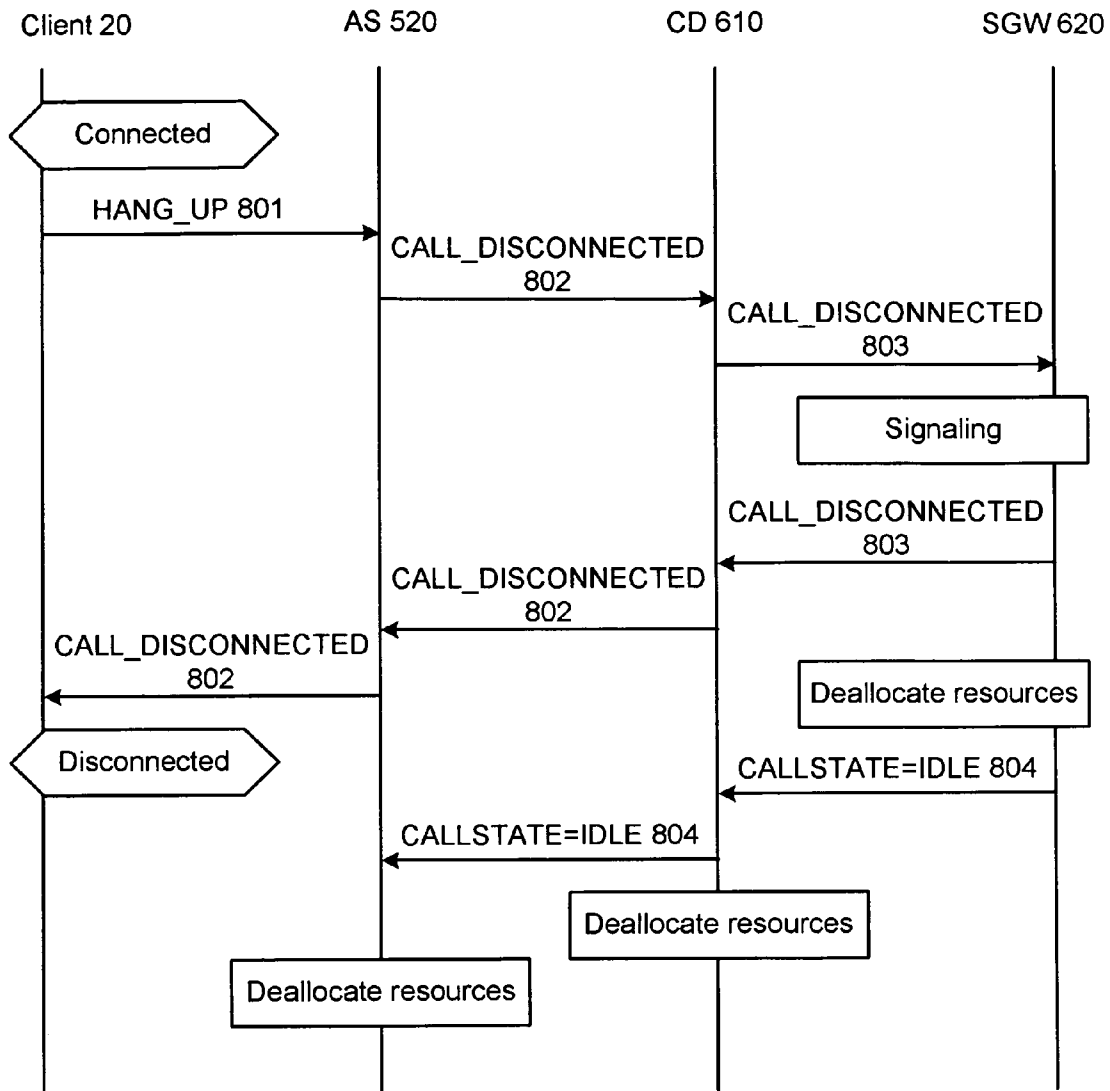 Client 20
AS 520
CD 610
SGW 620
Connected
HANG_UP 801
CALL_DISCONNECTED
802
CALL_DISCONNECTED
803
Signaling
CALL_DISCONNECTED
803
CALL_DISCONNECTED
802
CALL_DISCONNECTED
802
Deallocate resources
Disconnected
CALLSTATE=IDLE 804
CALLSTATE=IDLE 804
Deallocate resources
Deallocate resources